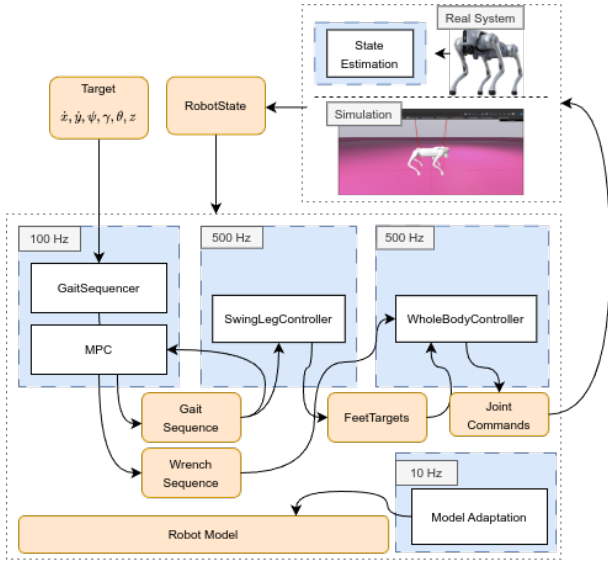 Real System
State
Estimation
Target
ẋ, ẏ, ψ, γ, θ, z
RobotState
Simulation
100 Hz
500 Hz
500 Hz
GaitSequencer
SwingLegController
WholeBodyController
MPC
Gait
Sequence
FeetTargets
Joint
Commands
Wrench
Sequence
10 Hz
Model Adaptation
Robot Model